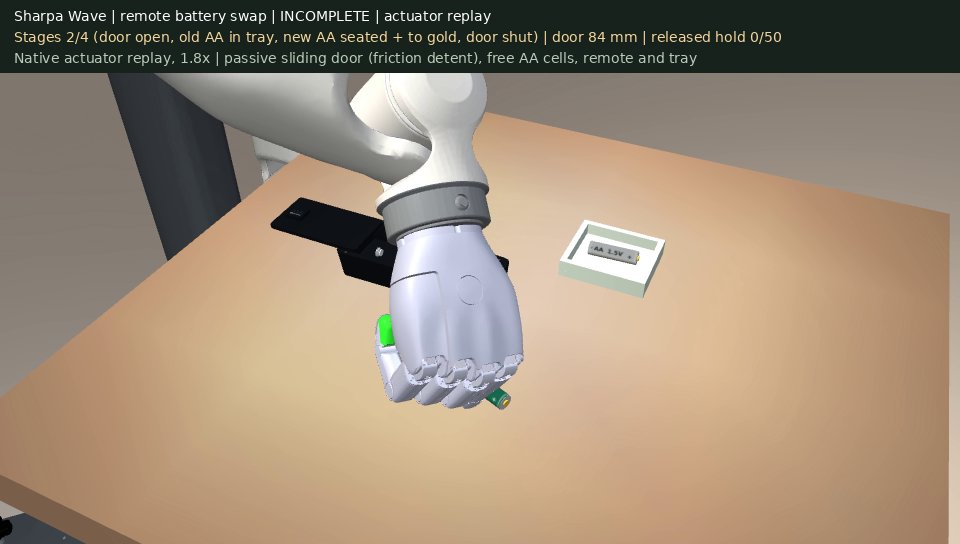 Sharpa Wave | remote battery swap | INCOMPLETE | actuator replay
Stages 2/4 (door open, old AA in tray, new AA seated + to gold, door shut) | door 84 mm | released hold 0/50
Native actuator replay, 1.8x | passive sliding door (friction detent), free AA cells, remote and tray
AA 1.5V +